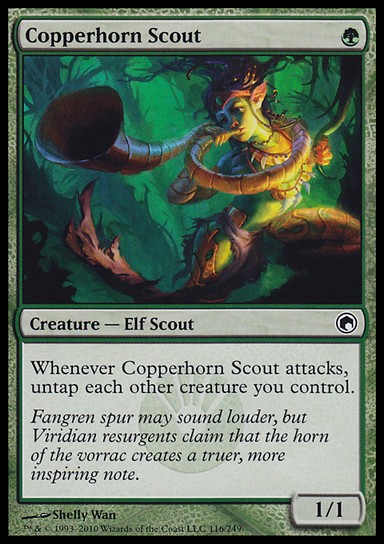 Copperhorn Scout
Creature — Elf Scout
Whenever Copperhorn Scout attacks,
untap each other creature you control.
Fangren spur may sound louder, but
Viridian resurgents claim that the horn
of the vorrac creates a truer, more
inspiring note.
Shelly Wan
™ & © 1993–2010 Wizards of the Coast LLC 116/249
1/1